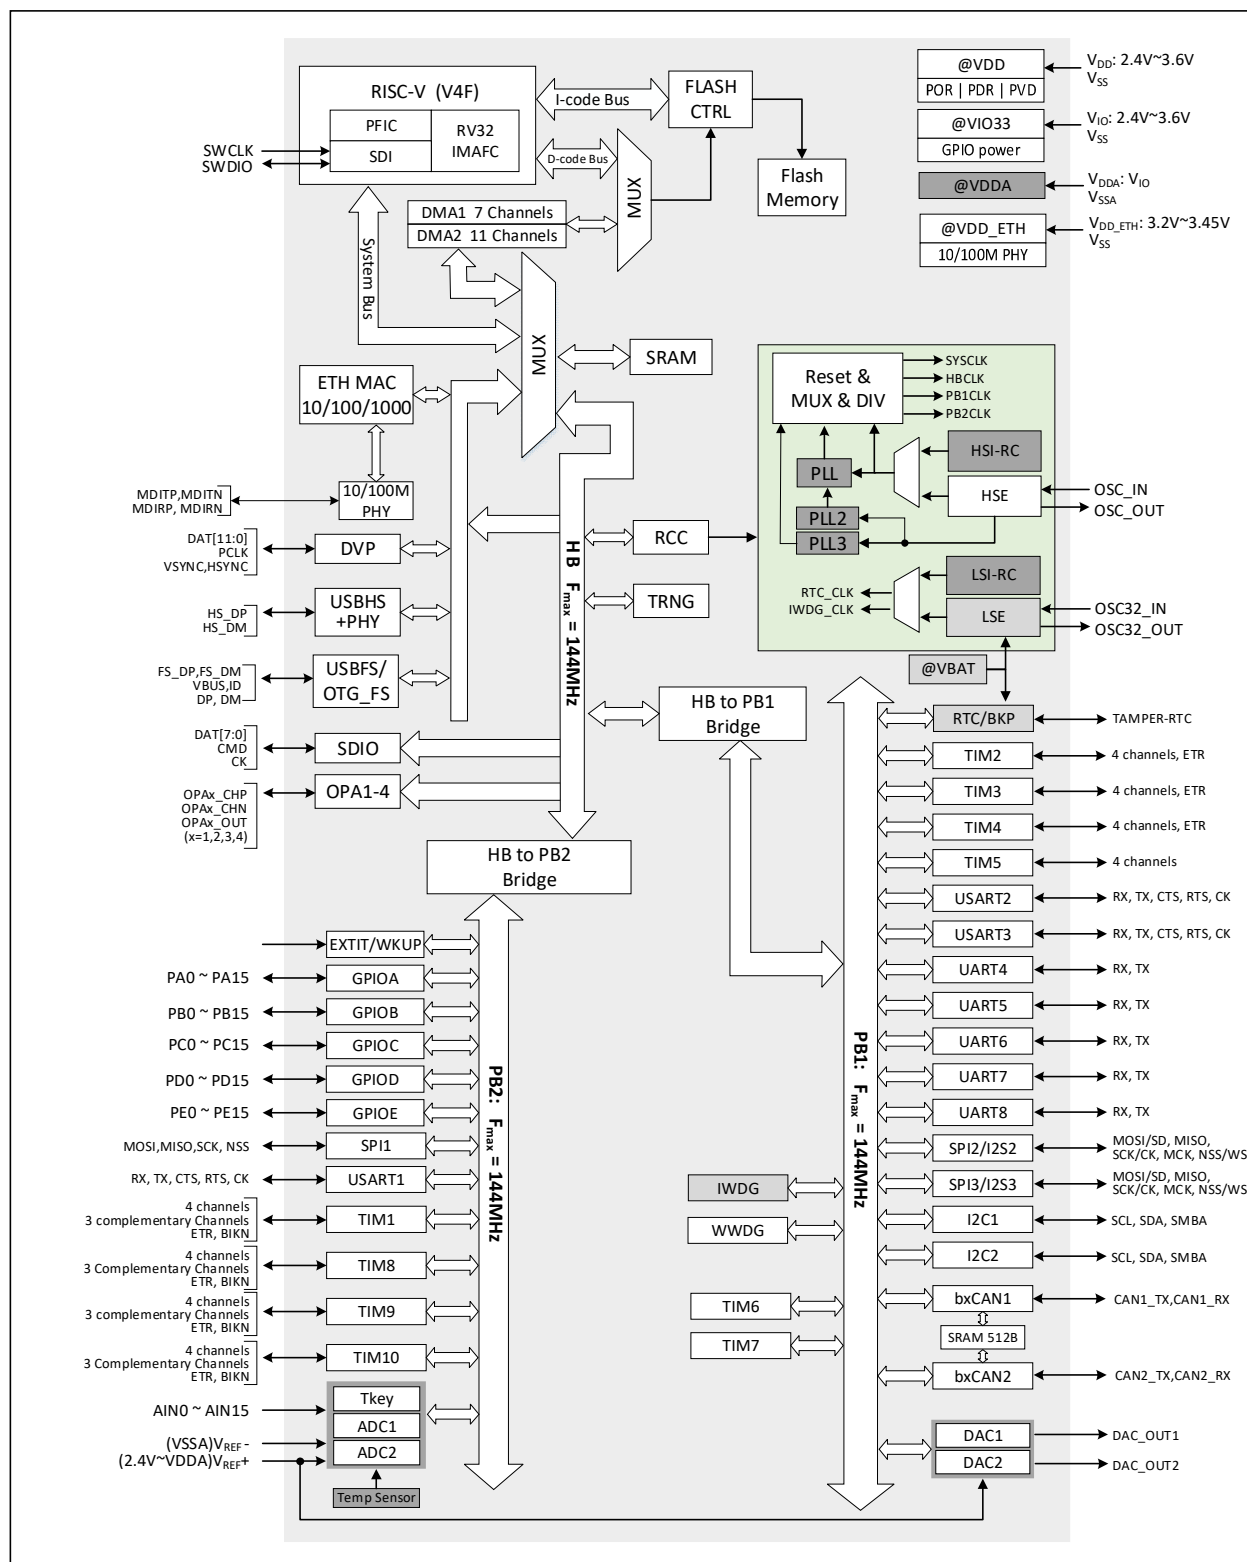 RISC-V (V4F)
PFIC
SDI
RV32
IMAFC
SWCLK
SWDIO
I-code Bus
D-code Bus
FLASH
CTRL
Flash
Memory
MUX
DMA1 7 Channels
DMA2 11 Channels
System Bus
MUX
SRAM
@VDD
POR | PDR | PVD
VDD: 2.4V~3.6V
VSS
@VIO33
GPIO power
VIO: 2.4V~3.6V
VSS
@VDDA
VDDA: VIO
VSSA
@VDD_ETH
10/100M PHY
VDD_ETH: 3.2V~3.45V
VSS
ETH MAC
10/100/1000
10/100M
PHY
MDITP,MDITN
MDIRP, MDIRN
DAT[11:0]
PCLK
VSYNC,HSYNC
DVP
HS_DP
HS_DM
USBHS
+PHY
FS_DP,FS_DM
VBUS,ID
DP, DM
USBFS/
OTG_FS
DAT[7:0]
CMD
CK
SDIO
OPAx_CHP
OPAx_CHN
OPAx_OUT
(x=1,2,3,4)
OPA1-4
HB Fmax = 144MHz
RCC
TRNG
Reset &
MUX & DIV
SYSCLK
HBCLK
PB1CLK
PB2CLK
HSI-RC
PLL
HSE
PLL2
PLL3
OSC_IN
OSC_OUT
LSI-RC
RTC_CLK
IWDG_CLK
LSE
OSC32_IN
OSC32_OUT
@VBAT
HB to PB1
Bridge
HB to PB2
Bridge
RTC/BKP
TAMPER-RTC
TIM2
4 channels, ETR
TIM3
4 channels, ETR
TIM4
4 channels, ETR
TIM5
4 channels
USART2
RX, TX, CTS, RTS, CK
USART3
RX, TX, CTS, RTS, CK
UART4
RX, TX
UART5
RX, TX
UART6
RX, TX
UART7
RX, TX
UART8
RX, TX
SPI2/I2S2
MOSI/SD, MISO,
SCK/CK, MCK, NSS/WS
SPI3/I2S3
MOSI/SD, MISO,
SCK/CK, MCK, NSS/WS
I2C1
SCL, SDA, SMBA
I2C2
SCL, SDA, SMBA
bxCAN1
CAN1_TX,CAN1_RX
SRAM 512B
bxCAN2
CAN2_TX,CAN2_RX
DAC1
DAC_OUT1
DAC2
DAC_OUT2
PB1: Fmax = 144MHz
IWDG
WWDG
TIM6
TIM7
EXTIT/WKUP
PA0 ~ PA15
GPIOA
PB0 ~ PB15
GPIOB
PC0 ~ PC15
GPIOC
PD0 ~ PD15
GPIOD
PE0 ~ PE15
GPIOE
MOSI,MISO,SCK, NSS
SPI1
RX, TX, CTS, RTS, CK
USART1
4 channels
3 complementary Channels
ETR, BIKN
TIM1
4 channels
3 Complementary Channels
ETR, BIKN
TIM8
4 channels
3 complementary Channels
ETR, BIKN
TIM9
4 channels
3 Complementary Channels
ETR, BIKN
TIM10
PB2: Fmax = 144MHz
AIN0 ~ AIN15
Tkey
ADC1
ADC2
(VSSA)VREF-
(2.4V~VDDA)VREF+
Temp Sensor